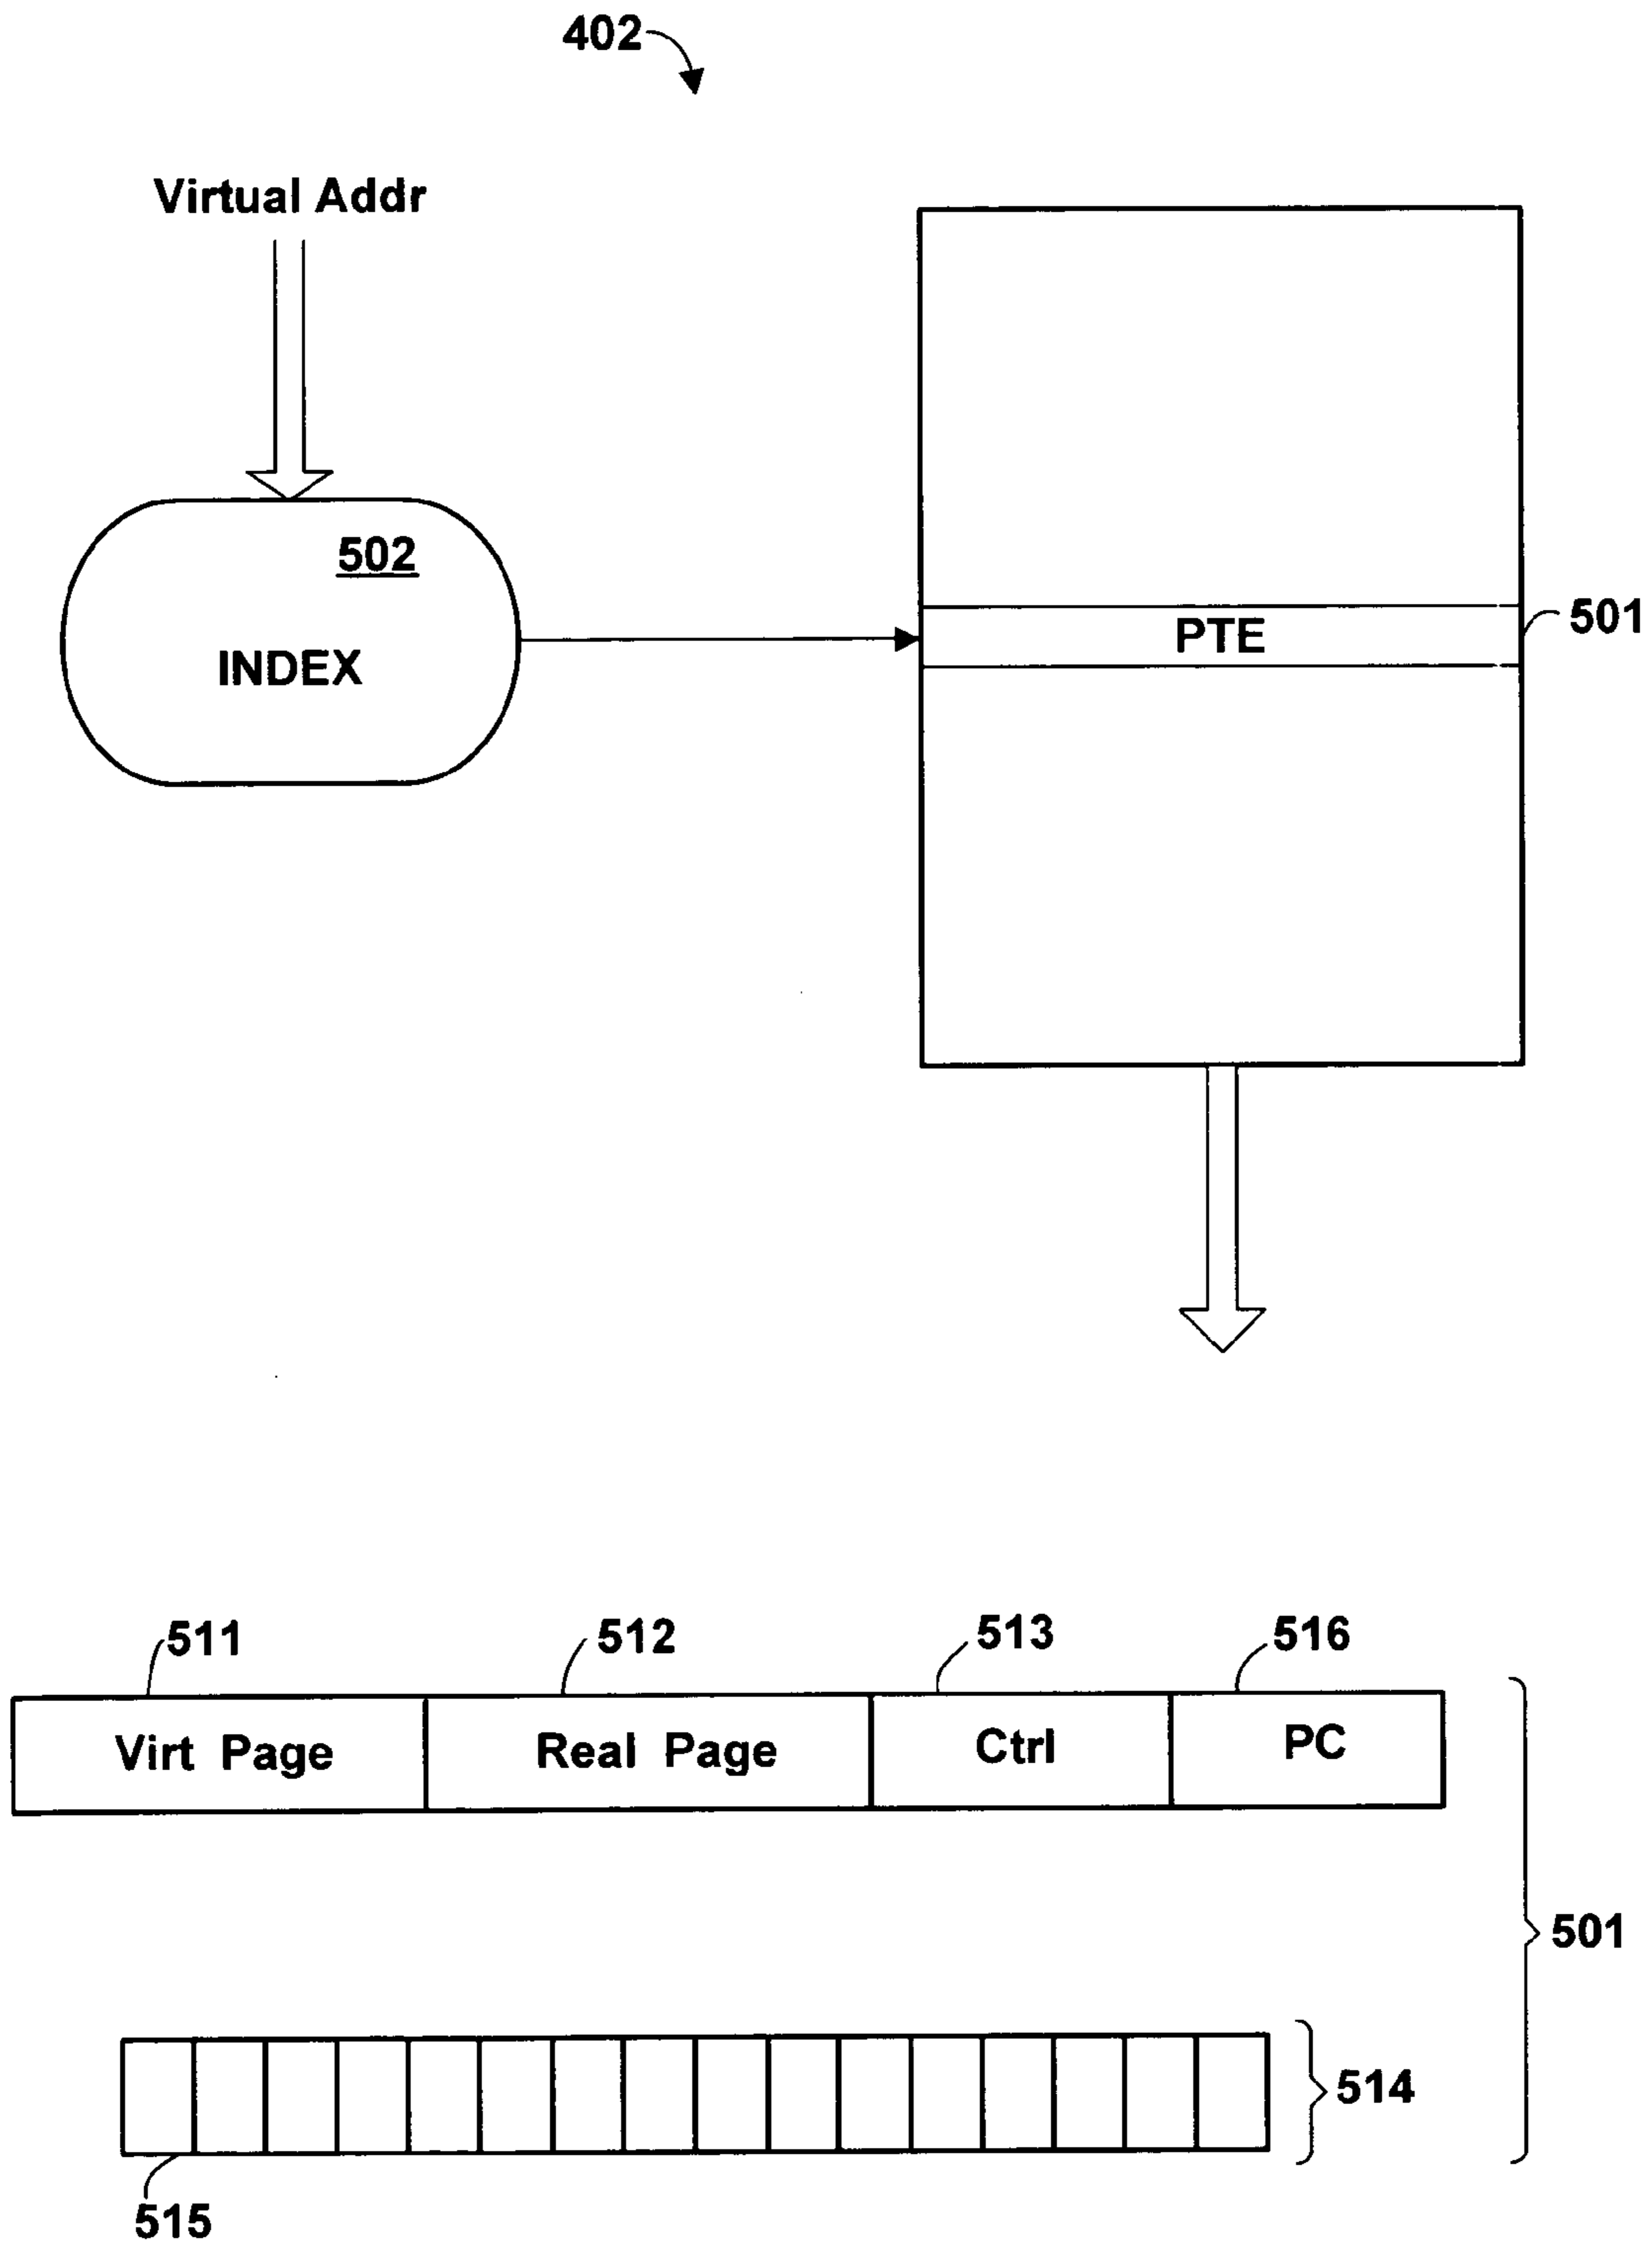 402
Virtual Addr
502
INDEX
PTE
501
511
512
513
516
Virt Page
Real Page
Ctrl
PC
501
514
515